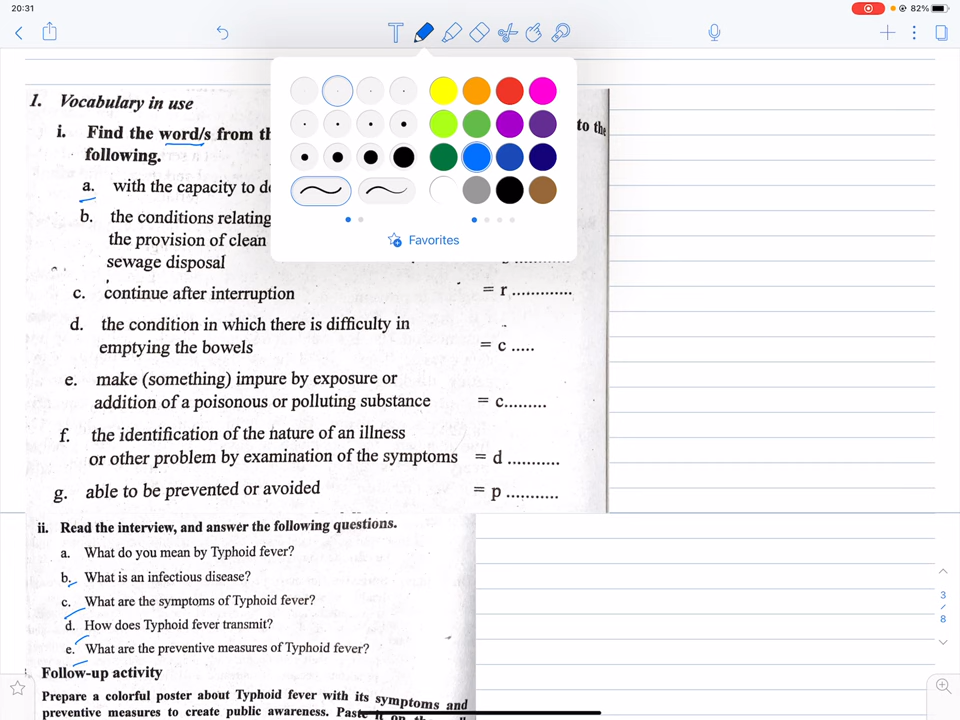 20:31
82%
1. Vocabulary in use
i. Find the word/s from th
to the
following.
a. with the capacity to de
b. the conditions relating
the provision of clean
sewage disposal
c. continue after interruption = r .............
d. the condition in which there is difficulty in
emptying the bowels = c .....
e. make (something) impure by exposure or
addition of a poisonous or polluting substance = c.........
f. the identification of the nature of an illness
or other problem by examination of the symptoms = d ...........
g. able to be prevented or avoided = p ...........
ii. Read the interview, and answer the following questions.
a. What do you mean by Typhoid fever?
b. What is an infectious disease?
c. What are the symptoms of Typhoid fever?
d. How does Typhoid fever transmit?
e. What are the preventive measures of Typhoid fever?
Follow-up activity
Prepare a colorful poster about Typhoid fever with its symptoms and
preventive measures to create public awareness. Paste it on the
Favorites
3
/
8